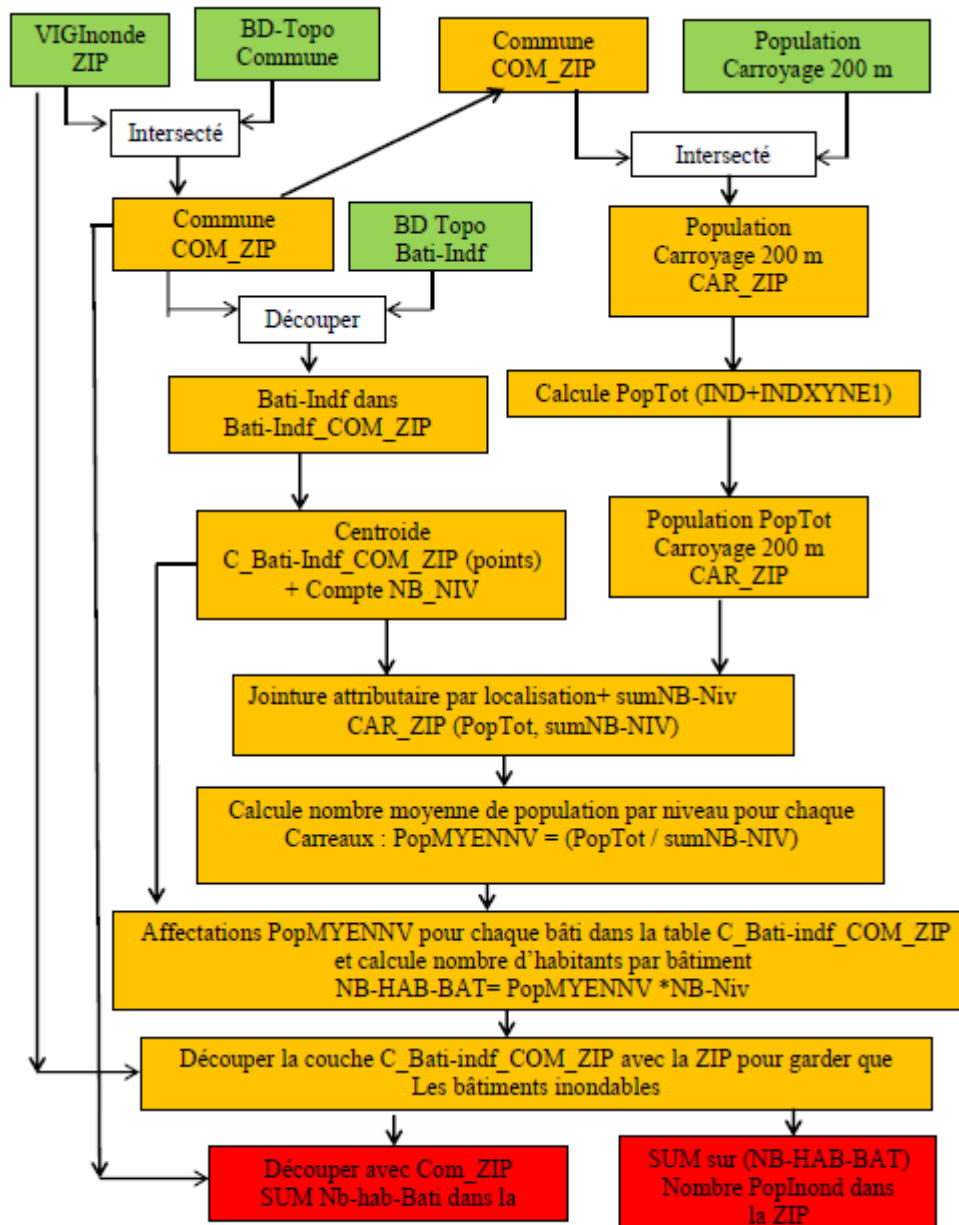 VIGInonde
ZIP
BD-Topo
Commune
Commune
COM_ZIP
Population
Carroyage 200 m
Intersecté
Intersecté
Commune
COM_ZIP
BD Topo
Bati-Indf
Population
Carroyage 200 m
CAR_ZIP
Découper
Bati-Indf dans
Bati-Indf_COM_ZIP
Calcule PopTot (IND+INDXYNE1)
Centroide
C_Bati-Indf_COM_ZIP (points)
+ Compte NB_NIV
Population PopTot
Carroyage 200 m
CAR_ZIP
Jointure attributaire par localisation+ sumNB-Niv
CAR_ZIP (PopTot, sumNB-NIV)
Calcule nombre moyenne de population par niveau pour chaque
Carreaux : PopMYENNV = (PopTot / sumNB-NIV)
Affectations PopMYENNV pour chaque bâti dans la table C_Bati-indf_COM_ZIP
et calcule nombre d’habitants par bâtiment
NB-HAB-BAT= PopMYENNV *NB-Niv
Découper la couche C_Bati-indf_COM_ZIP avec la ZIP pour garder que
Les bâtiments inondables
Découper avec Com_ZIP
SUM Nb-hab-Bati dans la
SUM sur (NB-HAB-BAT)
Nombre PopInond dans
la ZIP